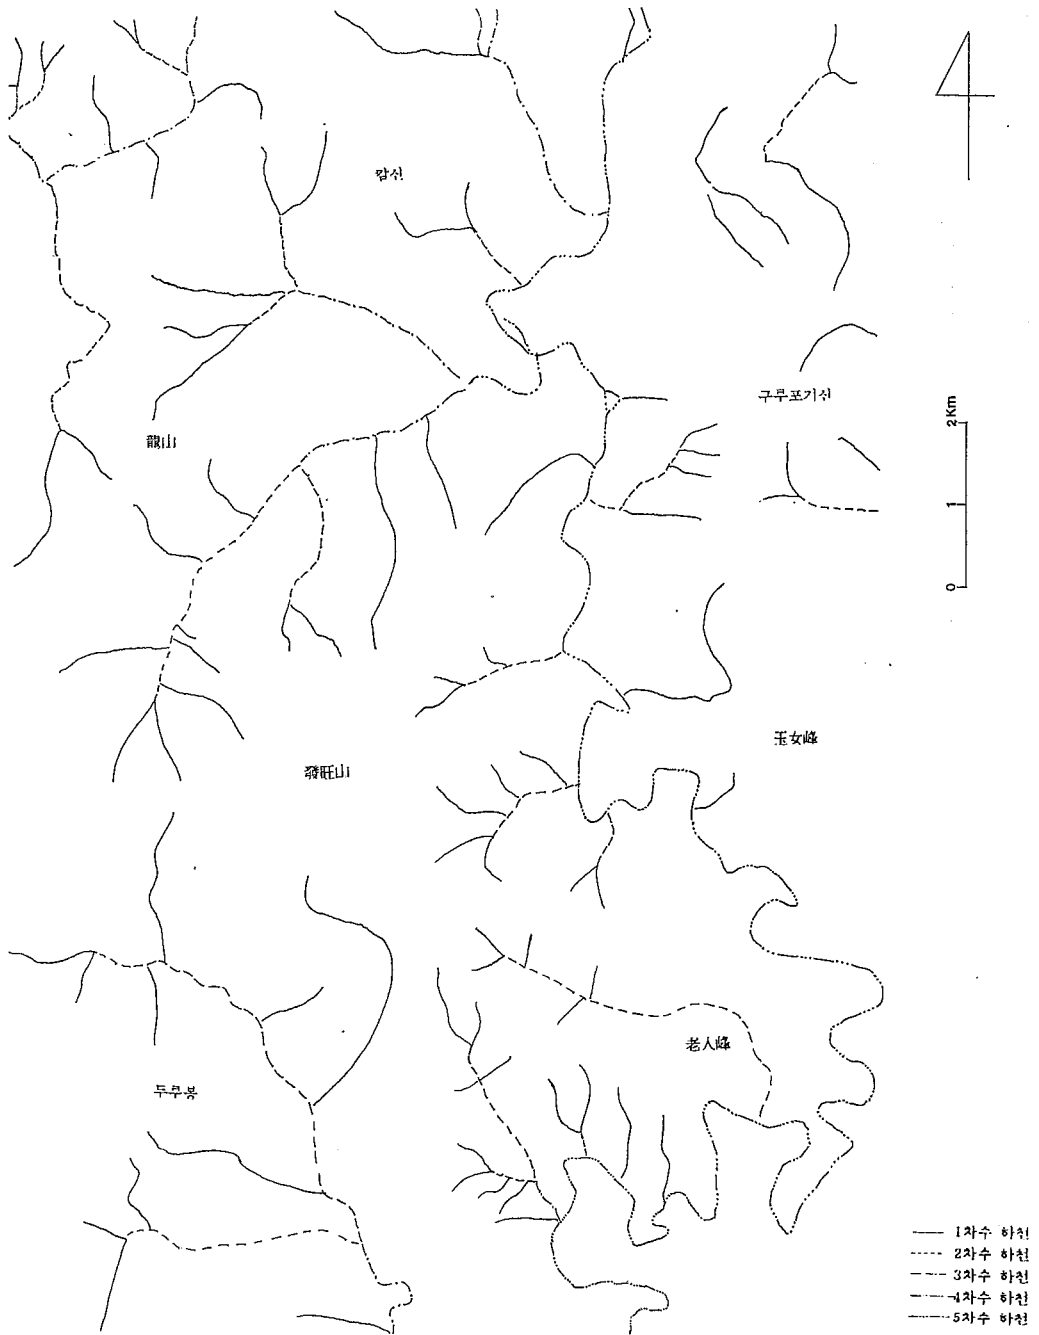 칼산
구루포기산
龍山
2Km
1
0
玉女峰
發旺山
老人峰
두루봉
1차수 하천
2차수 하천
3차수 하천
4차수 하천
5차수 하천